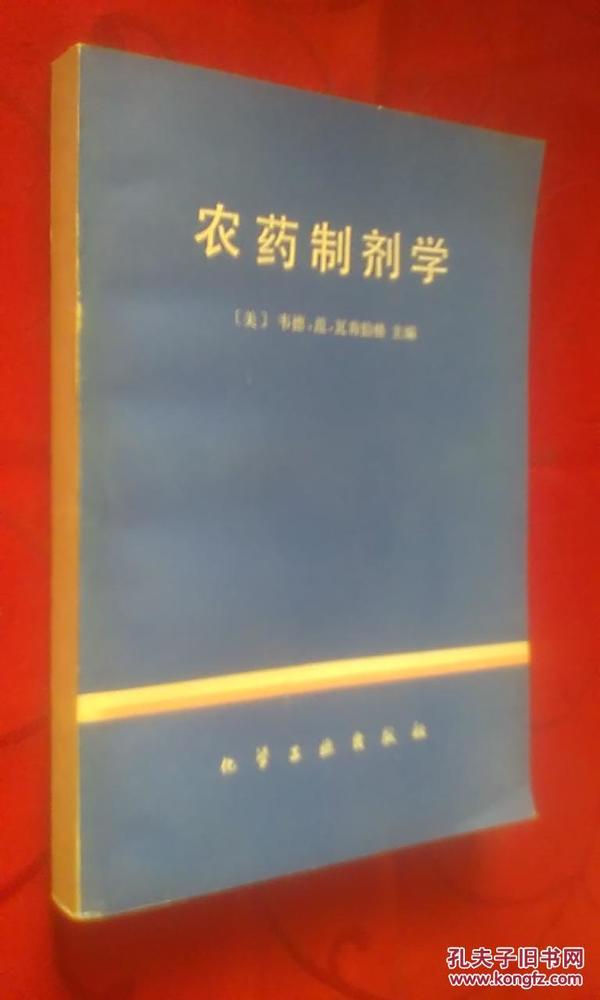 农药制剂学
〔美〕 韦德·范·瓦肯伯格 主编
化学工业出版社
孔夫子旧书网
www.kongfz.com